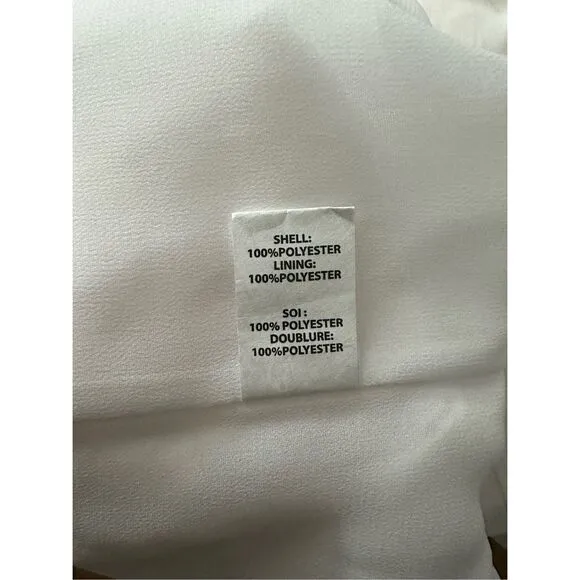 SHELL:
100%POLYESTER
LINING:
100%POLYESTER
SOI :
100% POLYESTER
DOUBLURE:
100%POLYESTER